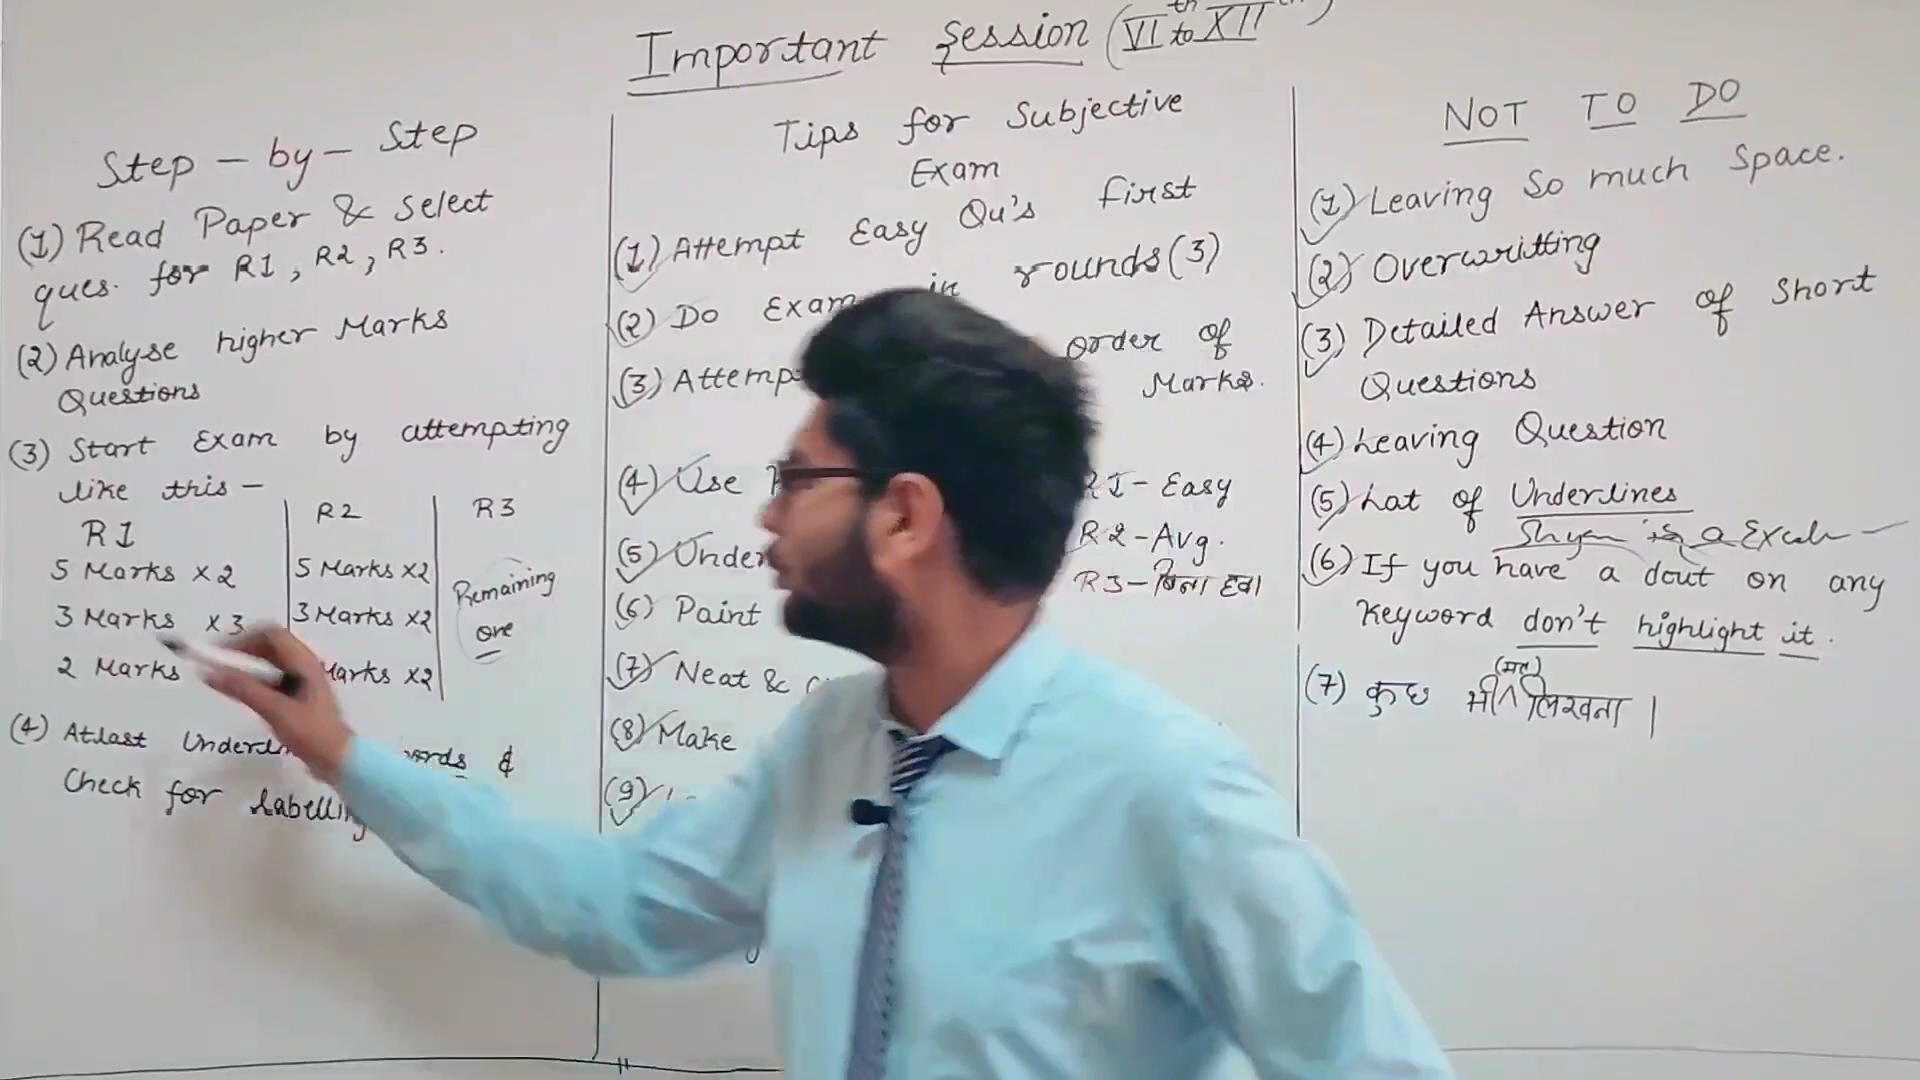 Important Session (VI th to XII th)
Step - by - Step
(1) Read Paper & Select
ques. for R1, R2, R3.
(2) Analyse higher Marks
Questions
(3) Start Exam by attempting
like this -
R1
5 Marks x2
3 Marks x3
2 Marks
R2
5 Marks x2
3 Marks x2
Marks x2
R3
Remaining
one
(4) Atlast
&
Check for labelling
Tips for Subjective
Exam
(1) Attempt Easy Qu's first
(2) Do Exam in rounds (3)
(3) order of
Marks.
(4) Use
R1 - Easy
R2 - Avg.
R3 - बिना हवा
(5)
(6) Paint
(7) Neat &
(8) Make
(9)
NOT TO DO
(1) Leaving So much Space.
(2) Overwritting
(3) Detailed Answer of Short
Questions
(4) Leaving Question
(5) Lot of Underlines
(6) If you have a dout on any
Keyword don't highlight it.
(7) कुछ भी (मत) लिखना |